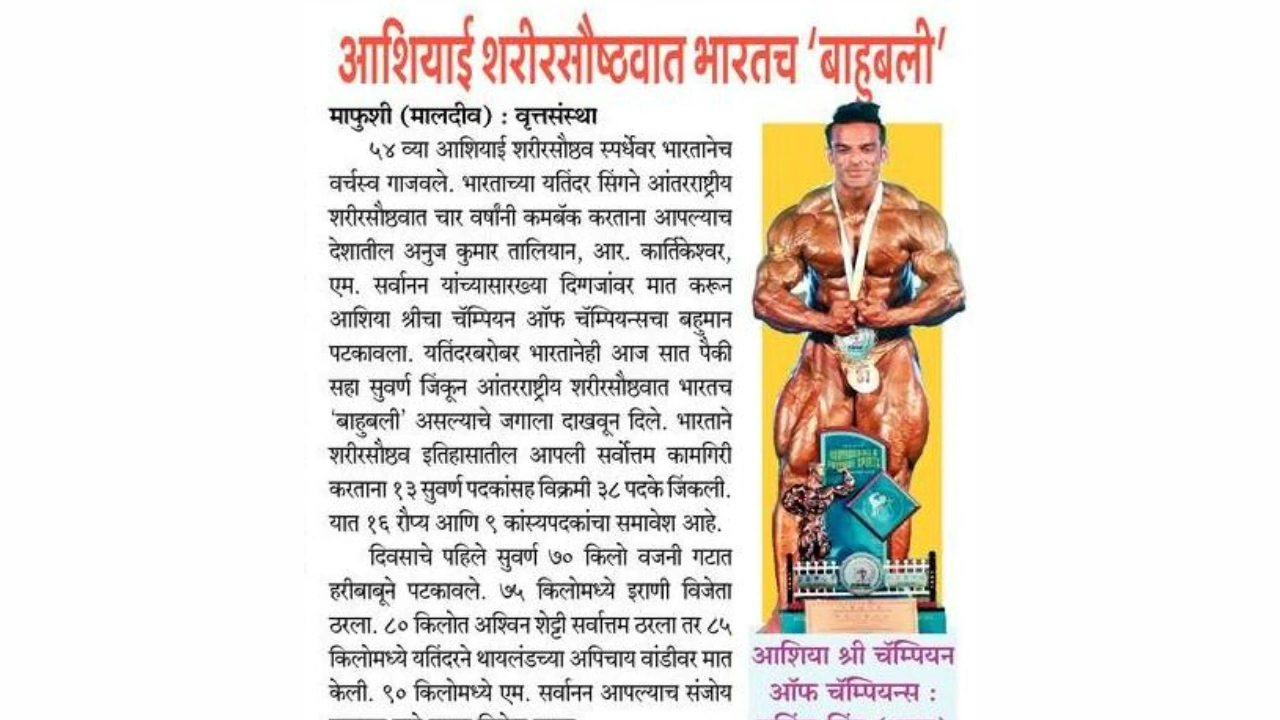 आशियाई शरीरसौष्ठवात भारतच 'बाहुबली'
माफुशी (मालदीव) : वृत्तसंस्था
५४ व्या आशियाई शरीरसौष्ठव स्पर्धेवर भारतानेच
वर्चस्व गाजवले. भारताच्या यतिंदर सिंगने आंतरराष्ट्रीय
शरीरसौष्ठवात चार वर्षांनी कमबॅक करताना आपल्याच
देशातील अनुज कुमार तालियान, आर. कार्तिकेश्वर,
एम. सर्वानन यांच्यासारख्या दिग्गजांवर मात करून
आशिया श्रीचा चॅम्पियन ऑफ चॅम्पियन्सचा बहुमान
पटकावला. यतिंदरबरोबर भारतानेही आज सात पैकी
सहा सुवर्ण जिंकून आंतरराष्ट्रीय शरीरसौष्ठवात भारतच
'बाहुबली' असल्याचे जगाला दाखवून दिले. भारताने
शरीरसौष्ठव इतिहासातील आपली सर्वोत्तम कामगिरी
करताना १३ सुवर्ण पदकांसह विक्रमी ३८ पदके जिंकली.
यात १६ रौप्य आणि ९ कांस्यपदकांचा समावेश आहे.
दिवसाचे पहिले सुवर्ण ७० किलो वजनी गटात
हरीबाबूने पटकावले. ७५ किलोमध्ये इराणी विजेता
ठरला. ८० किलोत अश्विन शेट्टी सर्वात्तम ठरला तर ८५
किलोमध्ये यतिंदरने थायलंडच्या अपिचाय वांडीवर मात
केली. ९० किलोमध्ये एम. सर्वानन आपल्याच संजोय
आशिया श्री चॅम्पियन
ऑफ चॅम्पियन्स :